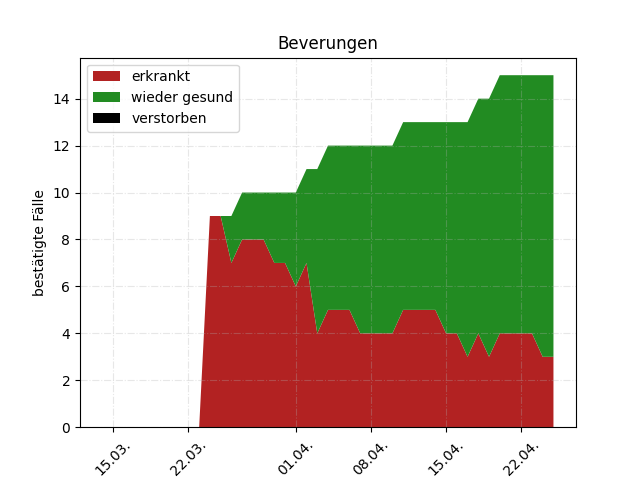 Beverungen
erkrankt
wieder gesund
verstorben
bestätigte Fälle
14
12
10
8
6
4
2
0
15.03.
22.03.
01.04.
08.04.
15.04.
22.04.